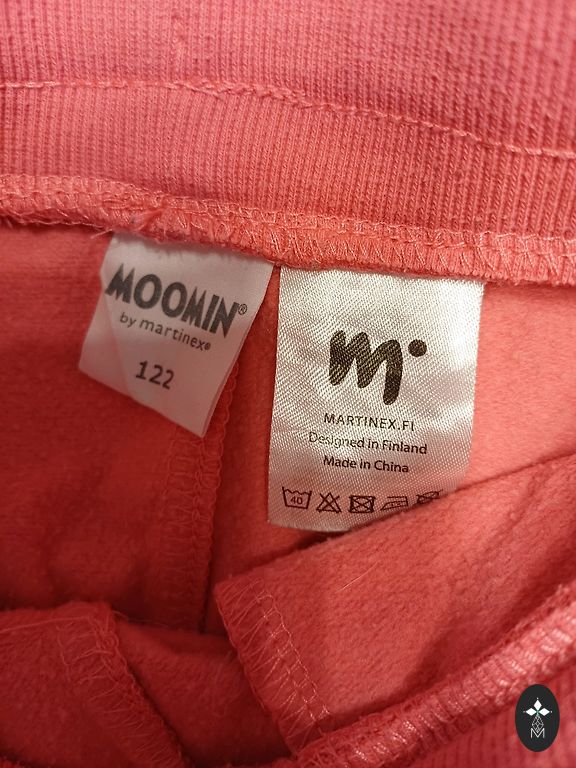 MOOMIN®
by martinex®
122
m
MARTINEX.FI
Designed in Finland
Made in China
40
M